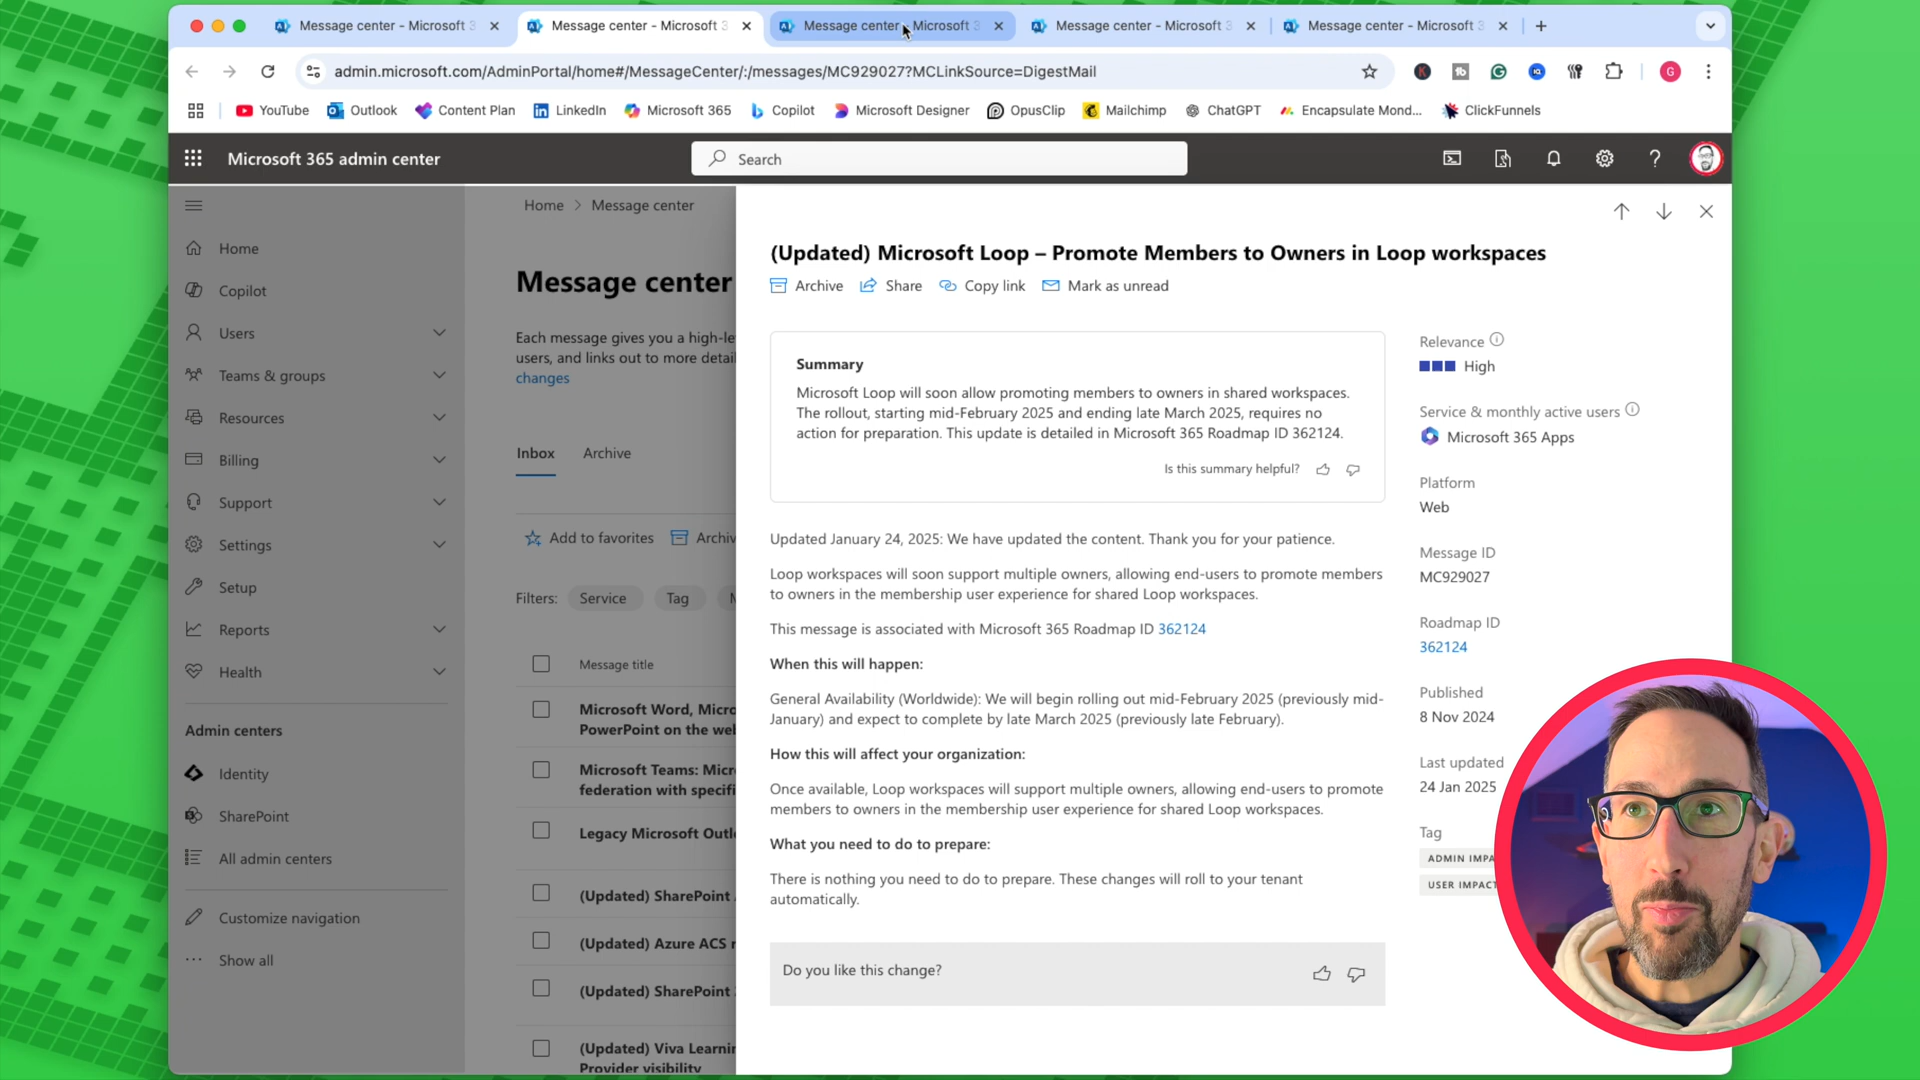 Message center - Microsoft 3
Message center - Microsoft 3
Message center - Microsoft 3
Message center - Microsoft 3
Message center - Microsoft 3
admin.microsoft.com/AdminPortal/home#/MessageCenter/:/messages/MC929027?MCLinkSource=DigestMail
G
YouTube
Outlook
Content Plan
LinkedIn
Microsoft 365
Copilot
Microsoft Designer
OpusClip
Mailchimp
ChatGPT
Encapsulate Mond...
ClickFunnels
Microsoft 365 admin center
Search
Home
Copilot
Users
Teams & groups
Resources
Billing
Support
Settings
Setup
Reports
Health
Admin centers
Identity
SharePoint
All admin centers
Customize navigation
Show all
Home > Message center
Message center
Each message gives you a high-le
users, and links out to more detail
changes
Inbox
Archive
Add to favorites
Archiv
Filters:
Service
Tag
Message title
Microsoft Word, Micro
PowerPoint on the wel
Microsoft Teams: Micr
federation with specifi
Legacy Microsoft Outl
(Updated) SharePoint
(Updated) Azure ACS r
(Updated) SharePoint
(Updated) Viva Learnin
Provider visibility
(Updated) Microsoft Loop – Promote Members to Owners in Loop workspaces
Archive
Share
Copy link
Mark as unread
Summary
Microsoft Loop will soon allow promoting members to owners in shared workspaces.
The rollout, starting mid-February 2025 and ending late March 2025, requires no
action for preparation. This update is detailed in Microsoft 365 Roadmap ID 362124.
Is this summary helpful?
Updated January 24, 2025: We have updated the content. Thank you for your patience.
Loop workspaces will soon support multiple owners, allowing end-users to promote members
to owners in the membership user experience for shared Loop workspaces.
This message is associated with Microsoft 365 Roadmap ID 362124
When this will happen:
General Availability (Worldwide): We will begin rolling out mid-February 2025 (previously mid-
January) and expect to complete by late March 2025 (previously late February).
How this will affect your organization:
Once available, Loop workspaces will support multiple owners, allowing end-users to promote
members to owners in the membership user experience for shared Loop workspaces.
What you need to do to prepare:
There is nothing you need to do to prepare. These changes will roll to your tenant
automatically.
Do you like this change?
Relevance
High
Service & monthly active users
Microsoft 365 Apps
Platform
Web
Message ID
MC929027
Roadmap ID
362124
Published
8 Nov 2024
Last updated
24 Jan 2025
Tag
ADMIN IMPA
USER IMPACT